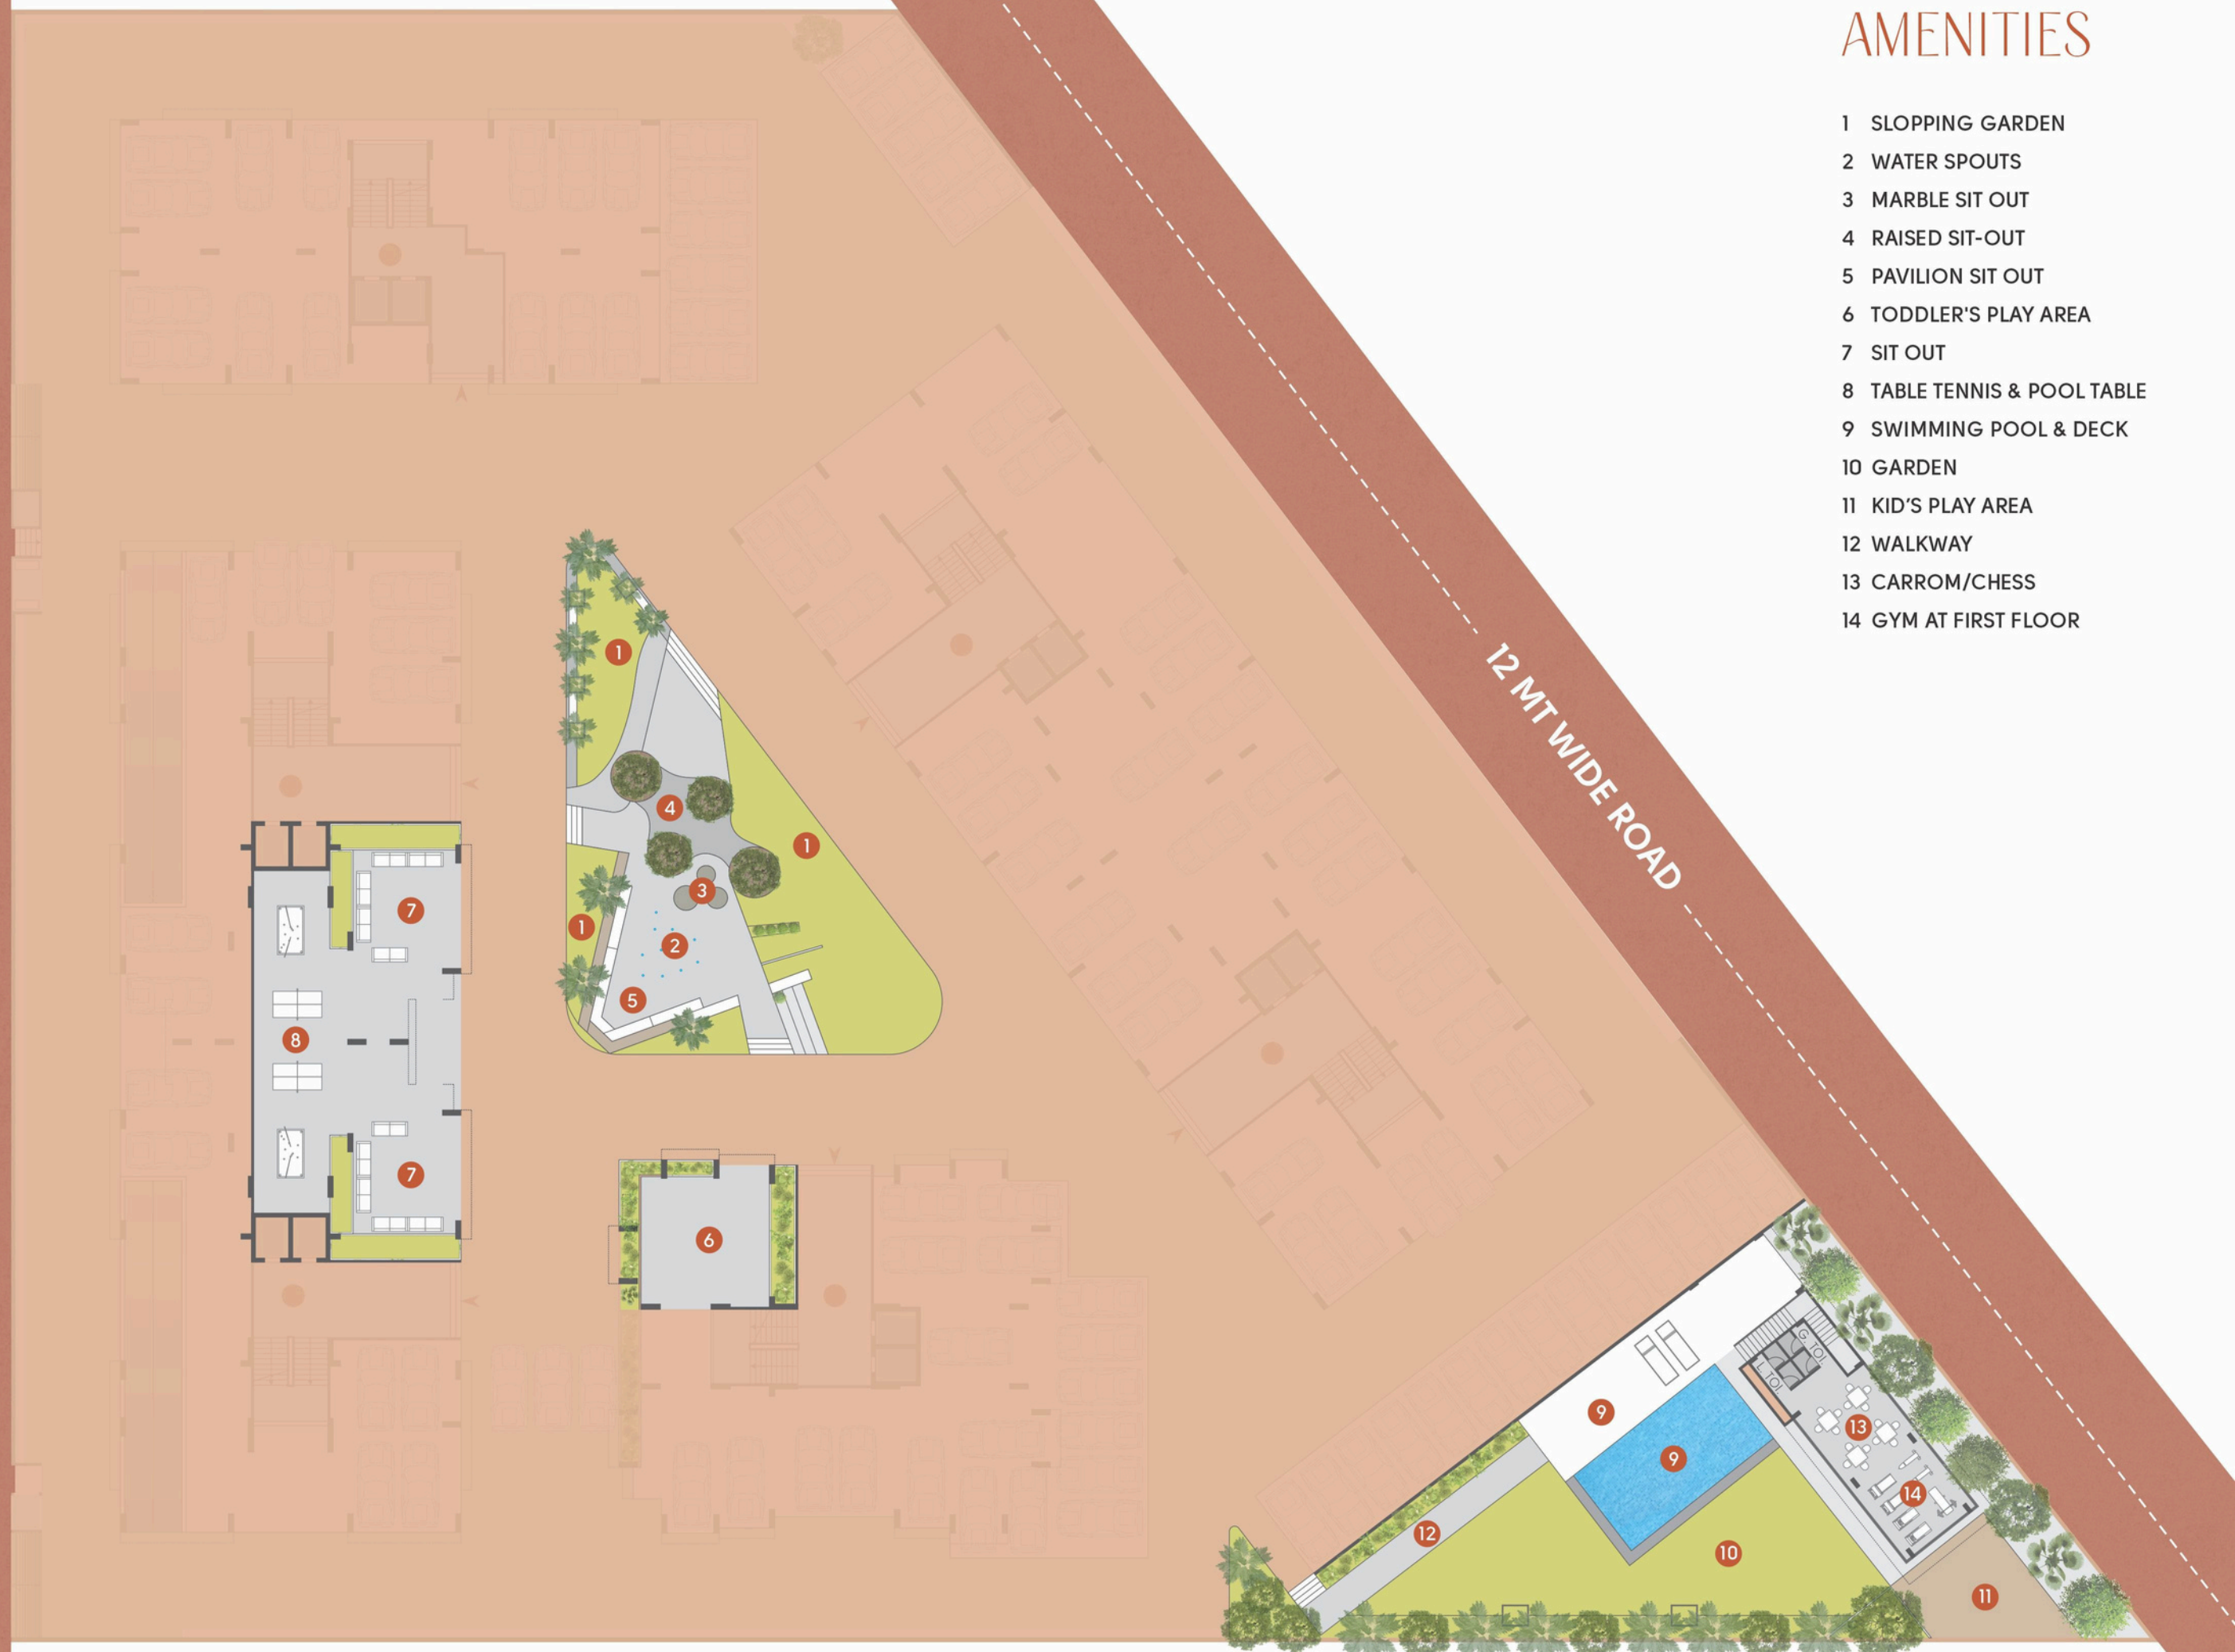 AMENITIES
1 SLOPPING GARDEN
2 WATER SPOUTS
3 MARBLE SIT OUT
4 RAISED SIT-OUT
5 PAVILION SIT OUT
6 TODDLER'S PLAY AREA
7 SIT OUT
8 TABLE TENNIS & POOL TABLE
9 SWIMMING POOL & DECK
10 GARDEN
11 KID'S PLAY AREA
12 WALKWAY
13 CARROM/CHESS
14 GYM AT FIRST FLOOR
12 MT WIDE ROAD
1
1
4
3
1
2
5
7
8
7
6
9
9
G TOI.
L TOI.
13
14
12
10
11